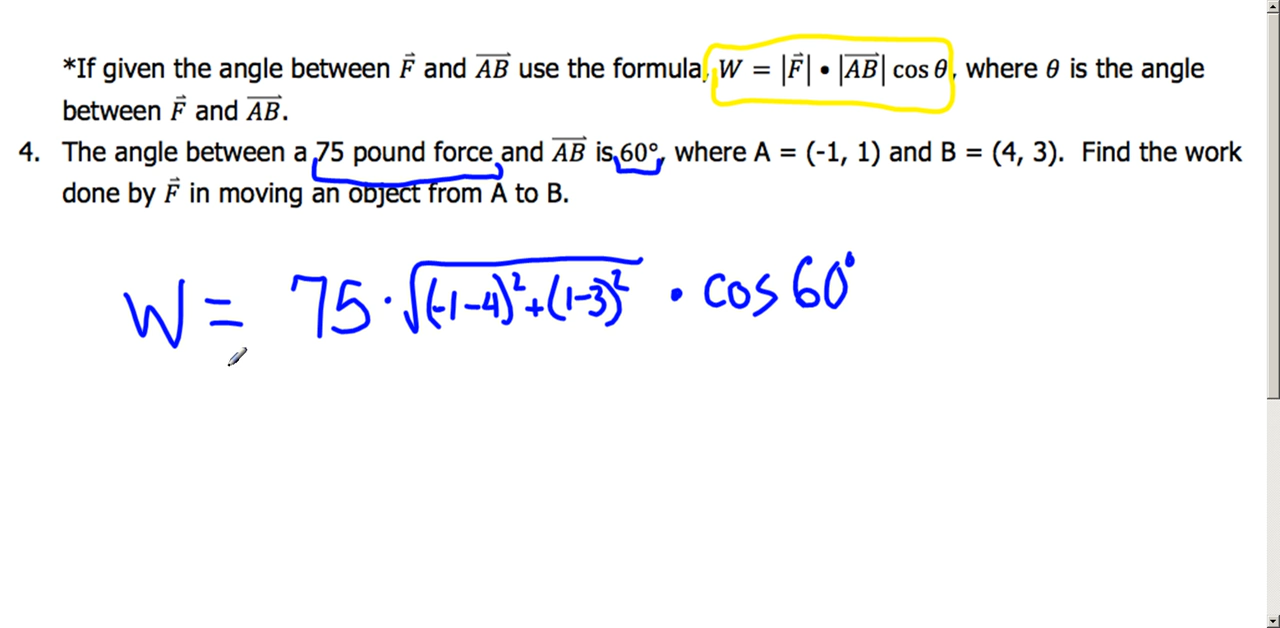 *If given the angle between F⃗ and AB⃗ use the formula, W = |F⃗| • |AB⃗| cos θ, where θ is the angle
between F⃗ and AB⃗.
4. The angle between a 75 pound force and AB⃗ is 60°, where A = (-1, 1) and B = (4, 3). Find the work
done by F⃗ in moving an object from A to B.
W = 75 · √((-1-4)² + (1-3)²) · cos 60°